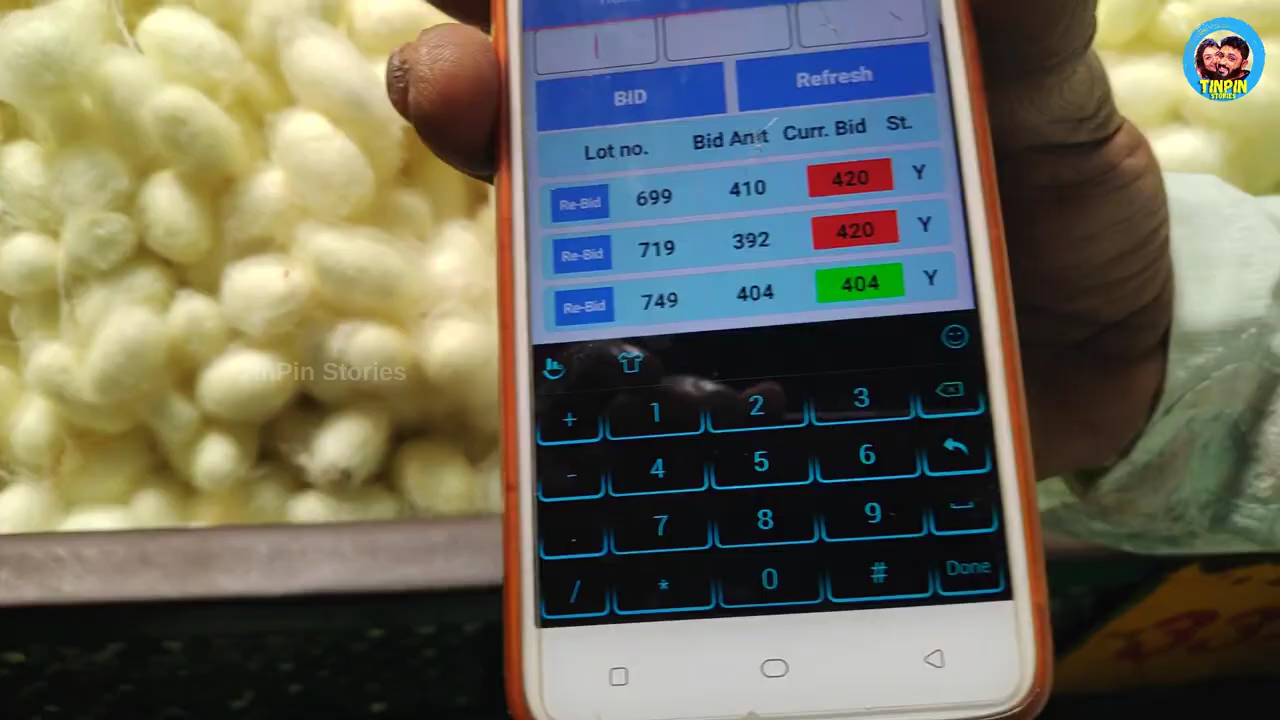 TINPIN
STORIES
BID Refresh
Lot no. Bid Amt Curr. Bid St.
Re-Bid 699 410 420 Y
Re-Bid 719 392 420 Y
Re-Bid 749 404 404 Y
TinPin Stories
+ 1 2 3
- 4 5 6
. 7 8 9
/ * 0 # Done